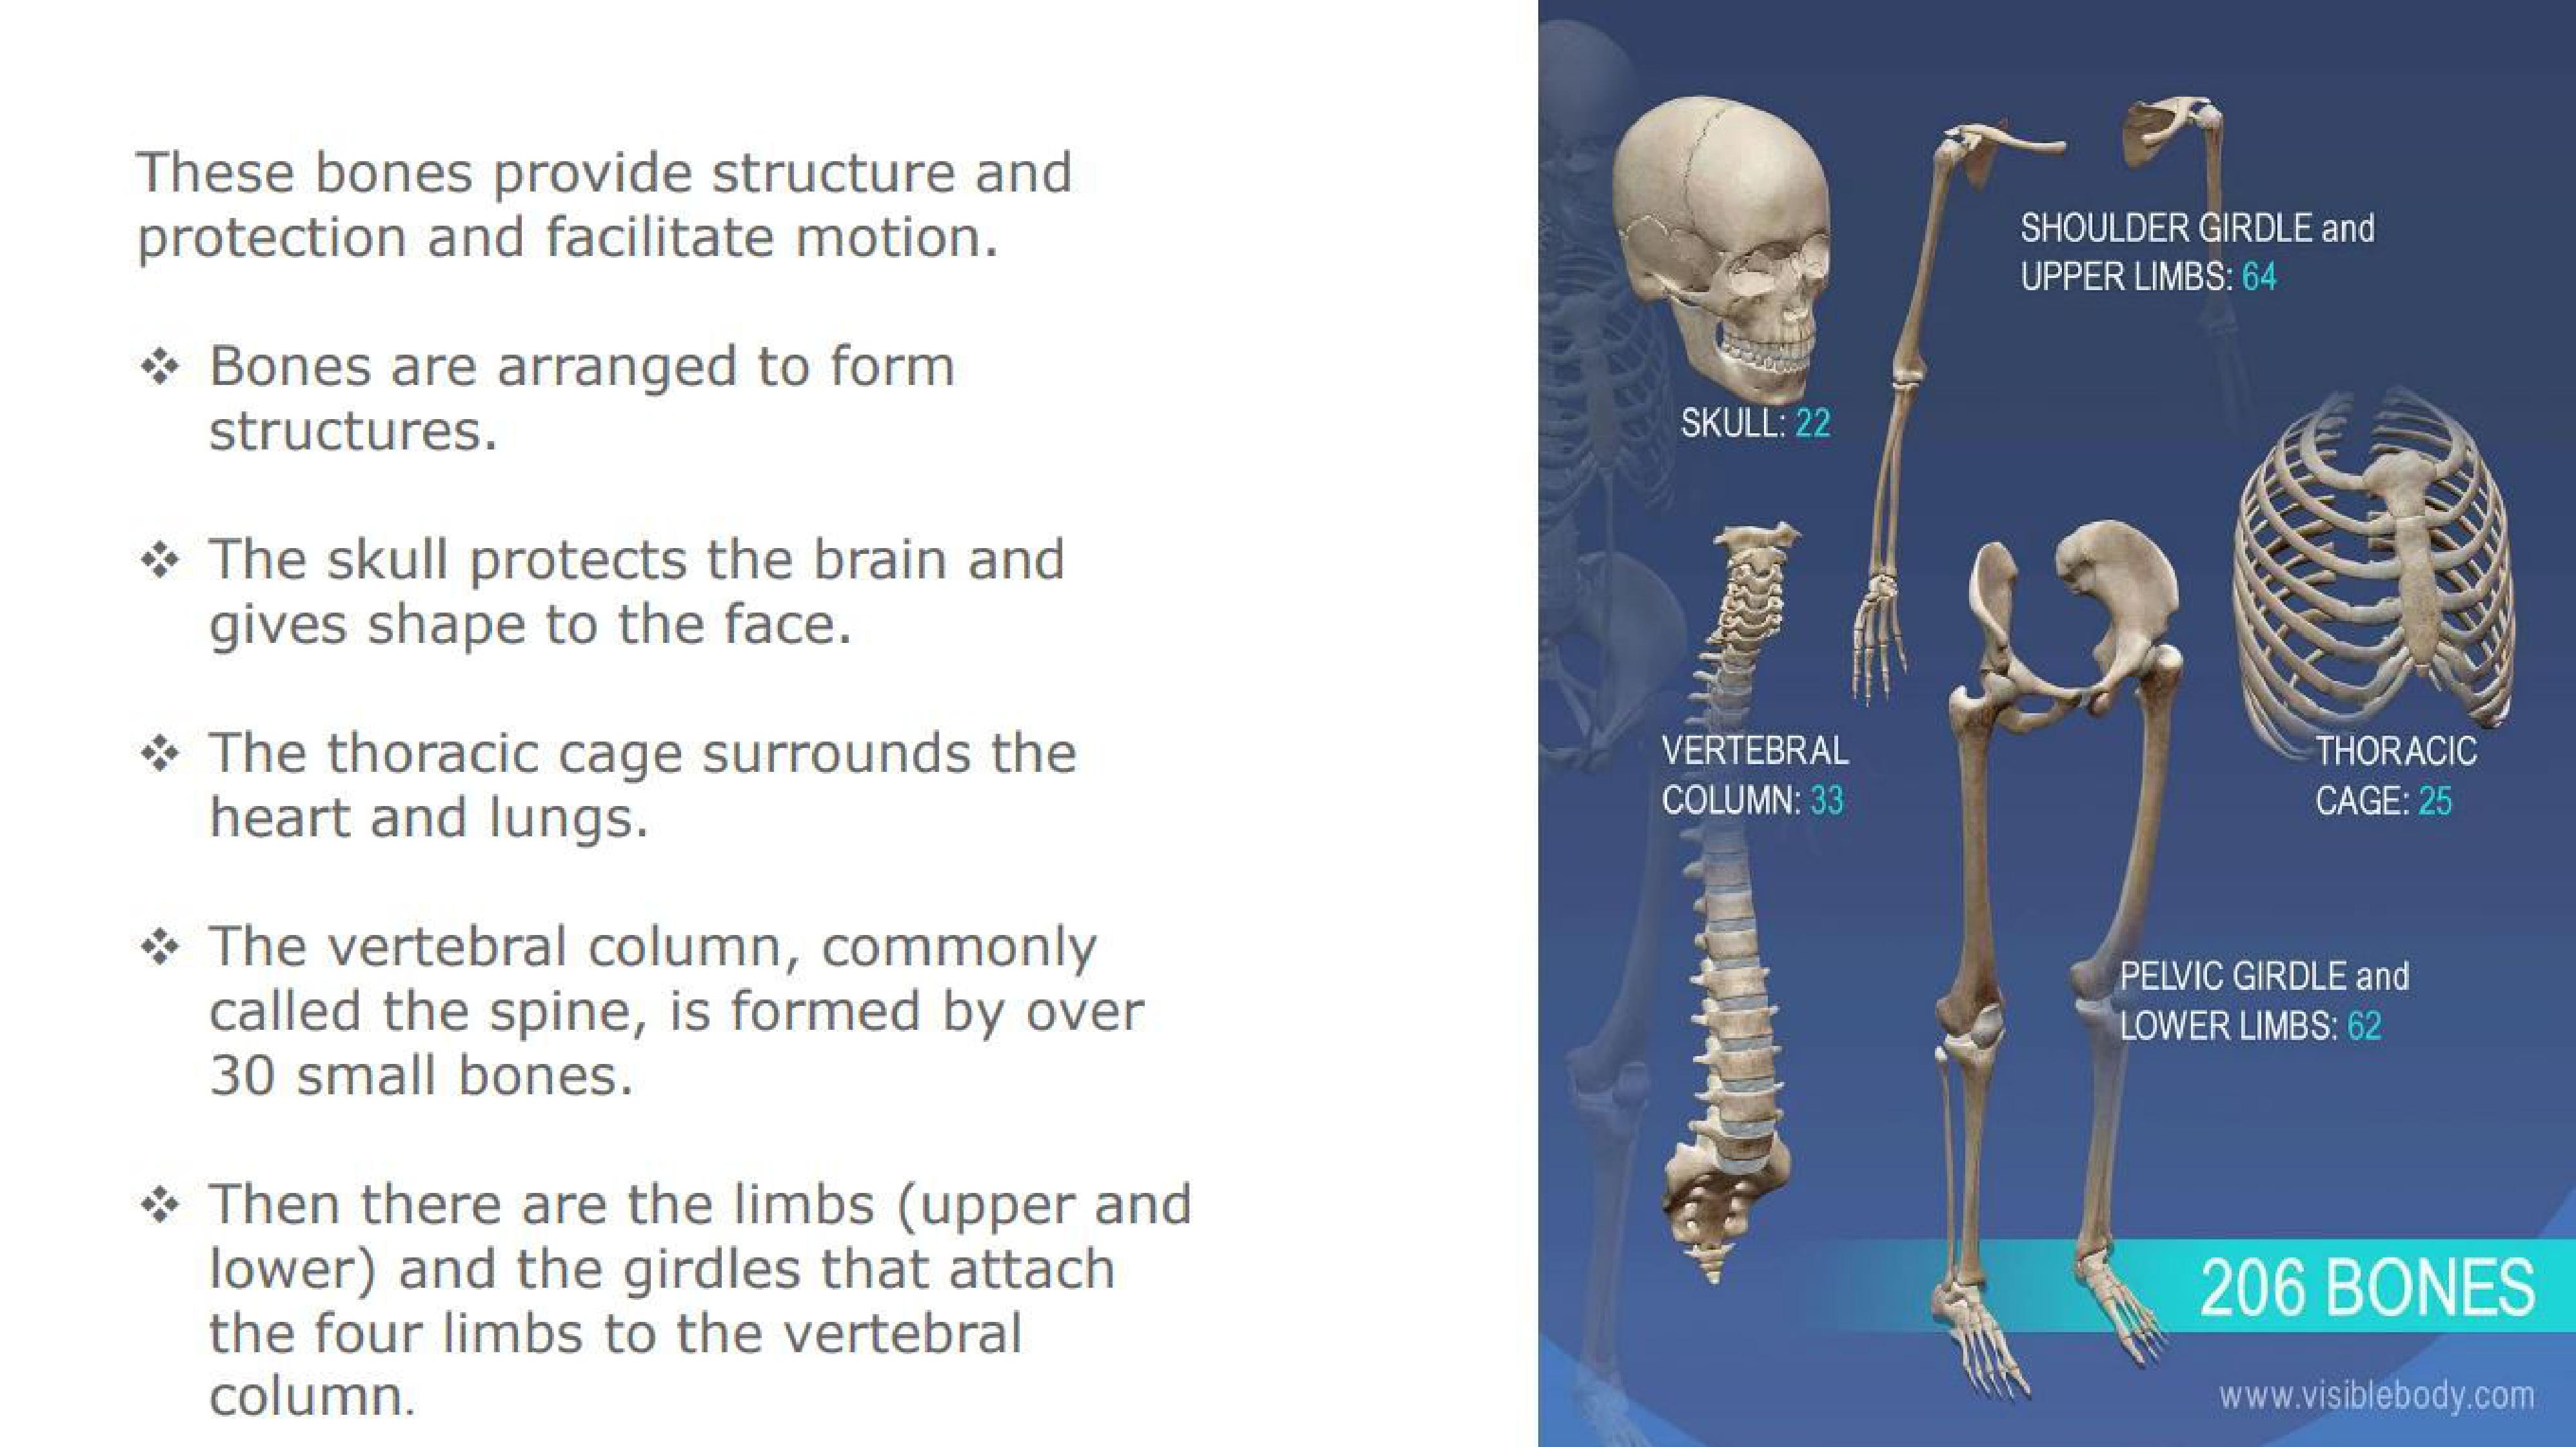 These bones provide structure and
protection and facilitate motion.
❖ Bones are arranged to form
structures.
❖ The skull protects the brain and
gives shape to the face.
❖ The thoracic cage surrounds the
heart and lungs.
❖ The vertebral column, commonly
called the spine, is formed by over
30 small bones.
❖ Then there are the limbs (upper and
lower) and the girdles that attach
the four limbs to the vertebral
column.
SHOULDER GIRDLE and
UPPER LIMBS: 64
SKULL: 22
VERTEBRAL
COLUMN: 33
THORACIC
CAGE: 25
PELVIC GIRDLE and
LOWER LIMBS: 62
206 BONES
www.visiblebody.com